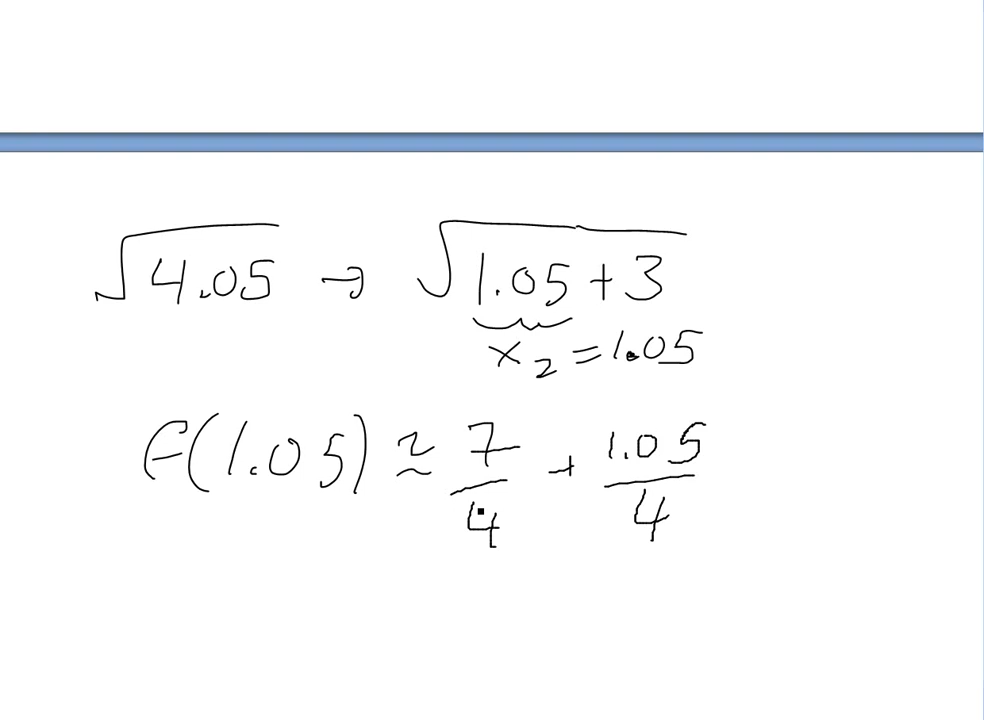 √4.05 → √1.05+3
x₂ = 1.05
f(1.05) ≈ 7/4 + 1.05/4